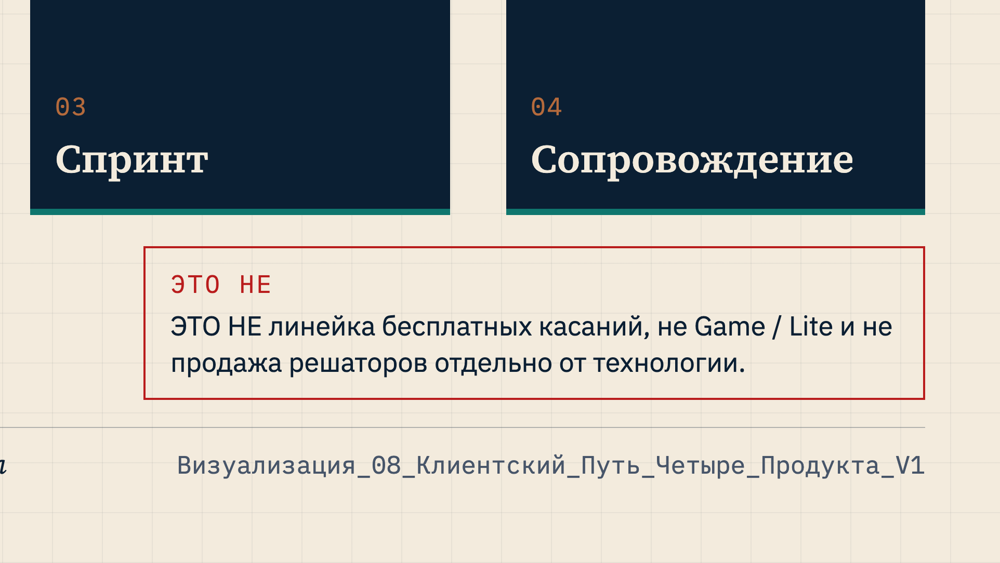 03
Спринт
04
Сопровождение
ЭТО НЕ
ЭТО НЕ линейка бесплатных касаний, не Game / Lite и не
продажа решаторов отдельно от технологии.
Визуализация_08_Клиентский_Путь_Четыре_Продукта_V1